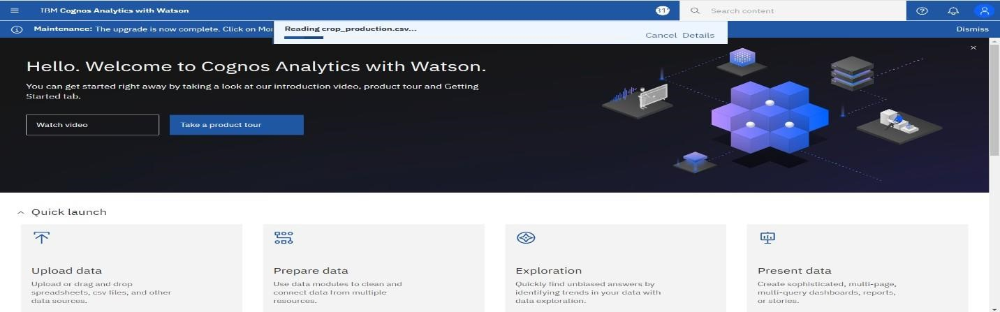 IBM Cognos Analytics with Watson
Search content
Maintenance: The upgrade is now complete. Click on Mor
Reading crop_production.csv...
Cancel Details
Dismiss
Hello. Welcome to Cognos Analytics with Watson.
You can get started right away by taking a look at our introduction video, product tour and Getting
Started tab.
Watch video
Take a product tour
Quick launch
Upload data
Upload or drag and drop
spreadsheets, csv files, and other
data sources.
Prepare data
Use data modules to clean and
connect data from multiple
resources.
Exploration
Quickly find unbiased answers by
identifying trends in your data with
data exploration.
Present data
Create sophisticated, multi-page,
multi-query dashboards, reports,
or stories.